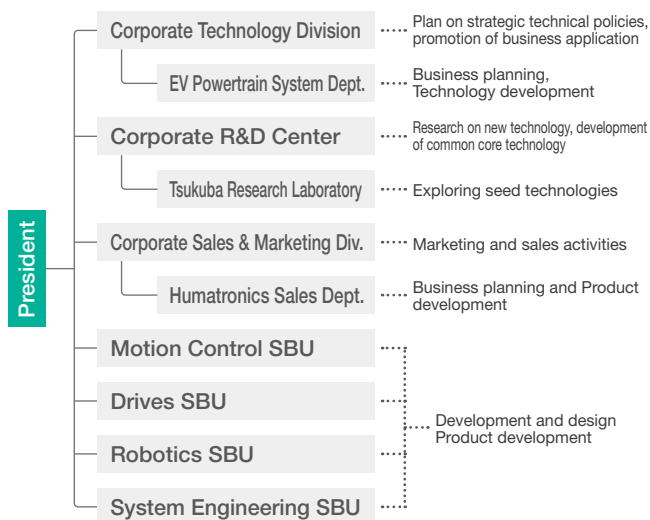 President
Corporate Technology Division
Plan on strategic technical policies,
promotion of business application
EV Powertrain System Dept.
Business planning,
Technology development
Corporate R&D Center
Research on new technology, development
of common core technology
Tsukuba Research Laboratory
Exploring seed technologies
Corporate Sales & Marketing Div.
Marketing and sales activities
Humatronics Sales Dept.
Business planning and Product
development
Motion Control SBU
Drives SBU
Robotics SBU
System Engineering SBU
Development and design
Product development